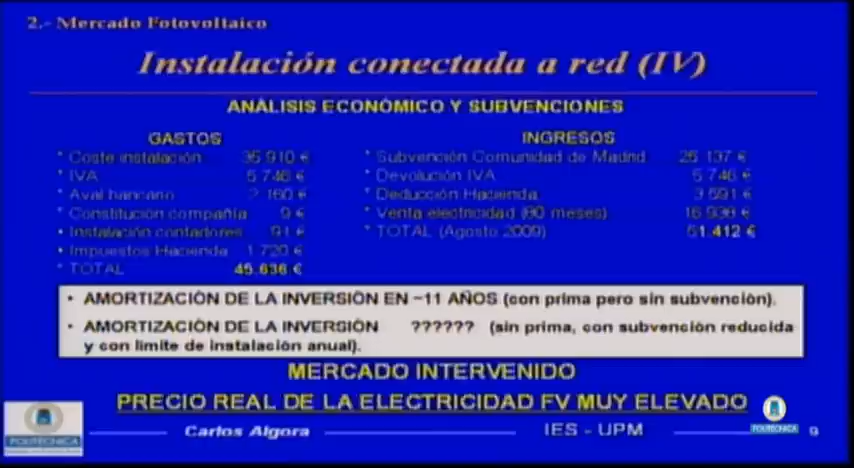 2.- Mercado Fotovoltaico
Instalación conectada a red (IV)
ANÁLISIS ECONÓMICO Y SUBVENCIONES
GASTOS
* Coste instalación 35 910 €
* IVA 5 746 €
* Aval bancario 2 160 €
* Constitución compañía 9 €
• Instalación contadores 91 €
• Impuestos Hacienda 1.720 €
* TOTAL 45.636 €
INGRESOS
* Subvención Comunidad de Madrid 25 137 €
* Devolución IVA 5 746 €
* Deducción Hacienda 3 591 €
* Venta electricidad (80 meses) 16 938 €
* TOTAL (Agosto 2009) 51.412 €
• AMORTIZACIÓN DE LA INVERSIÓN EN ~11 AÑOS (con prima pero sin subvención).
• AMORTIZACIÓN DE LA INVERSIÓN ?????? (sin prima, con subvención reducida
y con limite de instalación anual).
MERCADO INTERVENIDO
PRECIO REAL DE LA ELECTRICIDAD FV MUY ELEVADO
POLITÉCNICA
Carlos Algora
IES - UPM
POLITÉCNICA
9